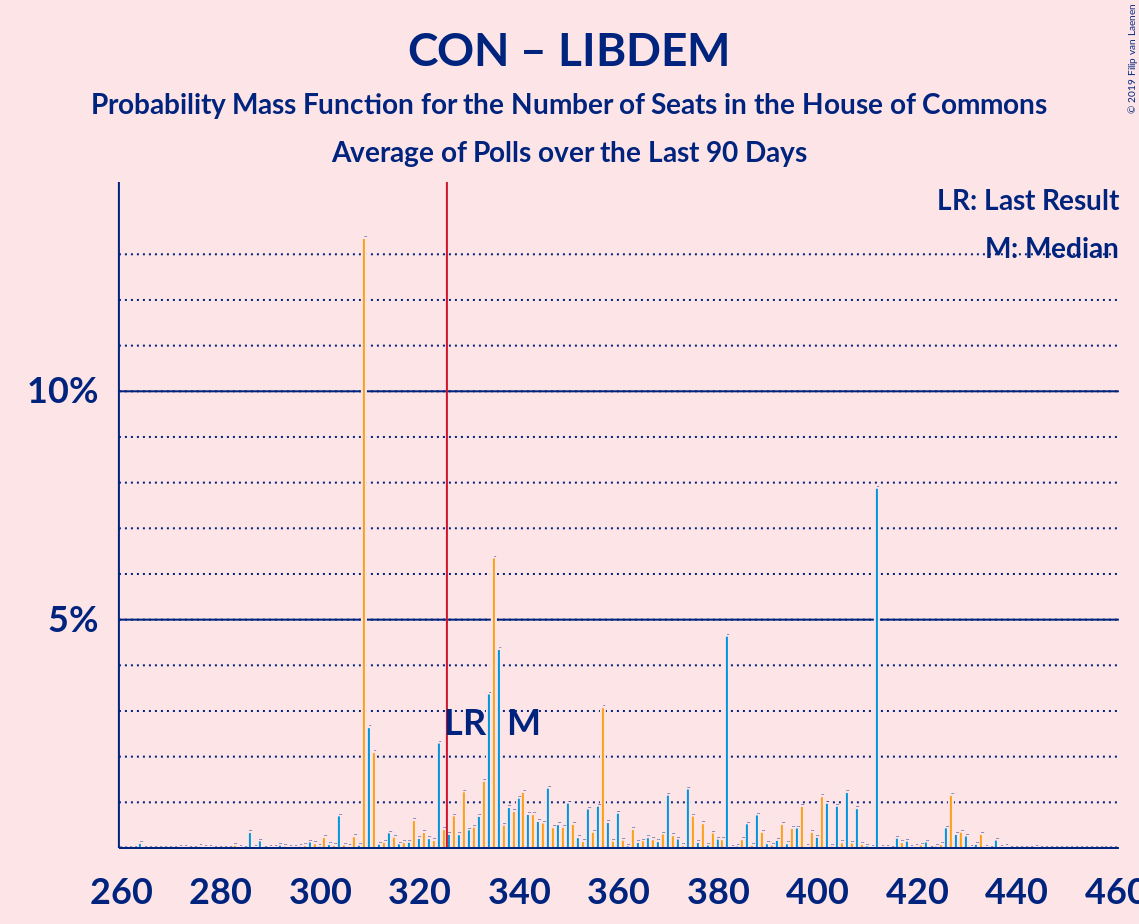 CON – LIBDEM
Probability Mass Function for the Number of Seats in the House of Commons
Average of Polls over the Last 90 Days
© 2019 Filip van Laenen
LR: Last Result
M: Median
10%
5%
LR M
260 280 300 320 340 360 380 400 420 440 460